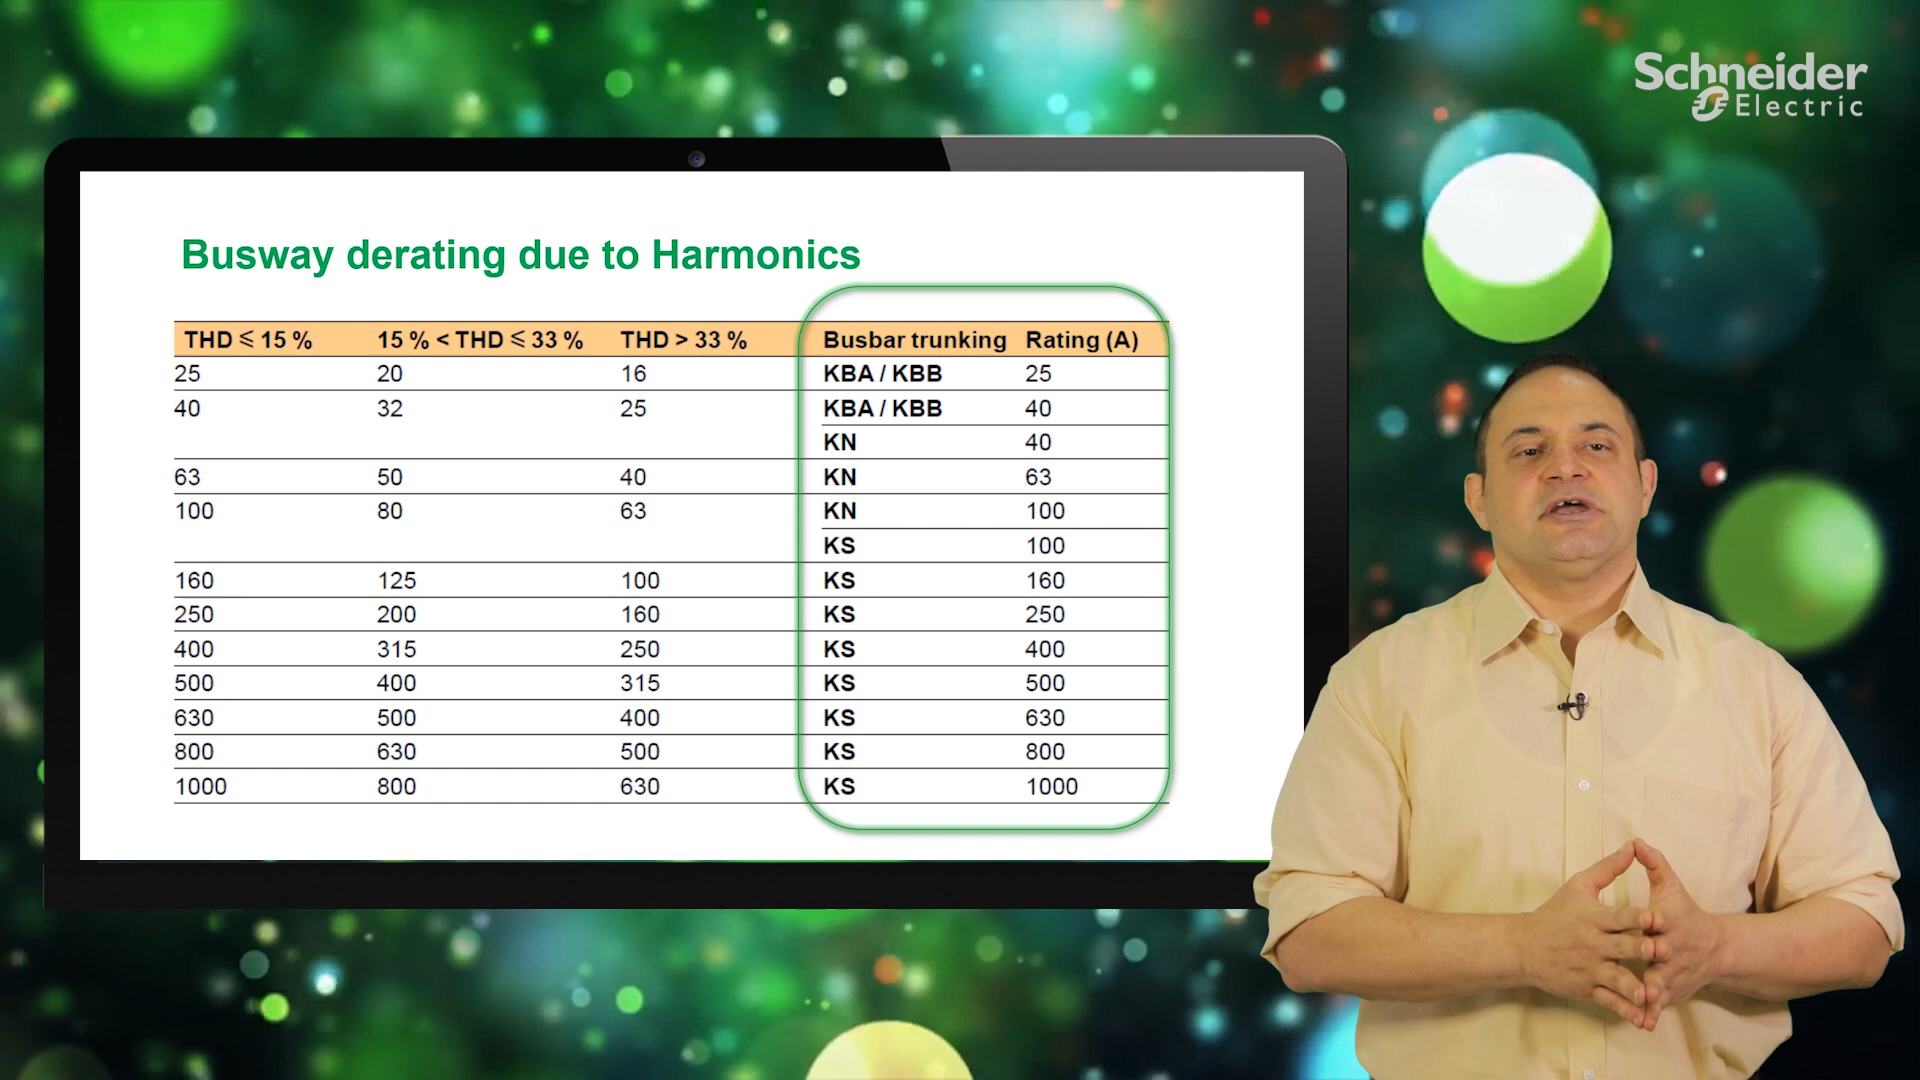 Schneider
Electric
Busway derating due to Harmonics
THD ⩽ 15 % 15 % < THD ⩽ 33 % THD > 33 % Busbar trunking Rating (A)
25 20 16 KBA / KBB 25
40 32 25 KBA / KBB 40
KN 40
63 50 40 KN 63
100 80 63 KN 100
KS 100
160 125 100 KS 160
250 200 160 KS 250
400 315 250 KS 400
500 400 315 KS 500
630 500 400 KS 630
800 630 500 KS 800
1000 800 630 KS 1000